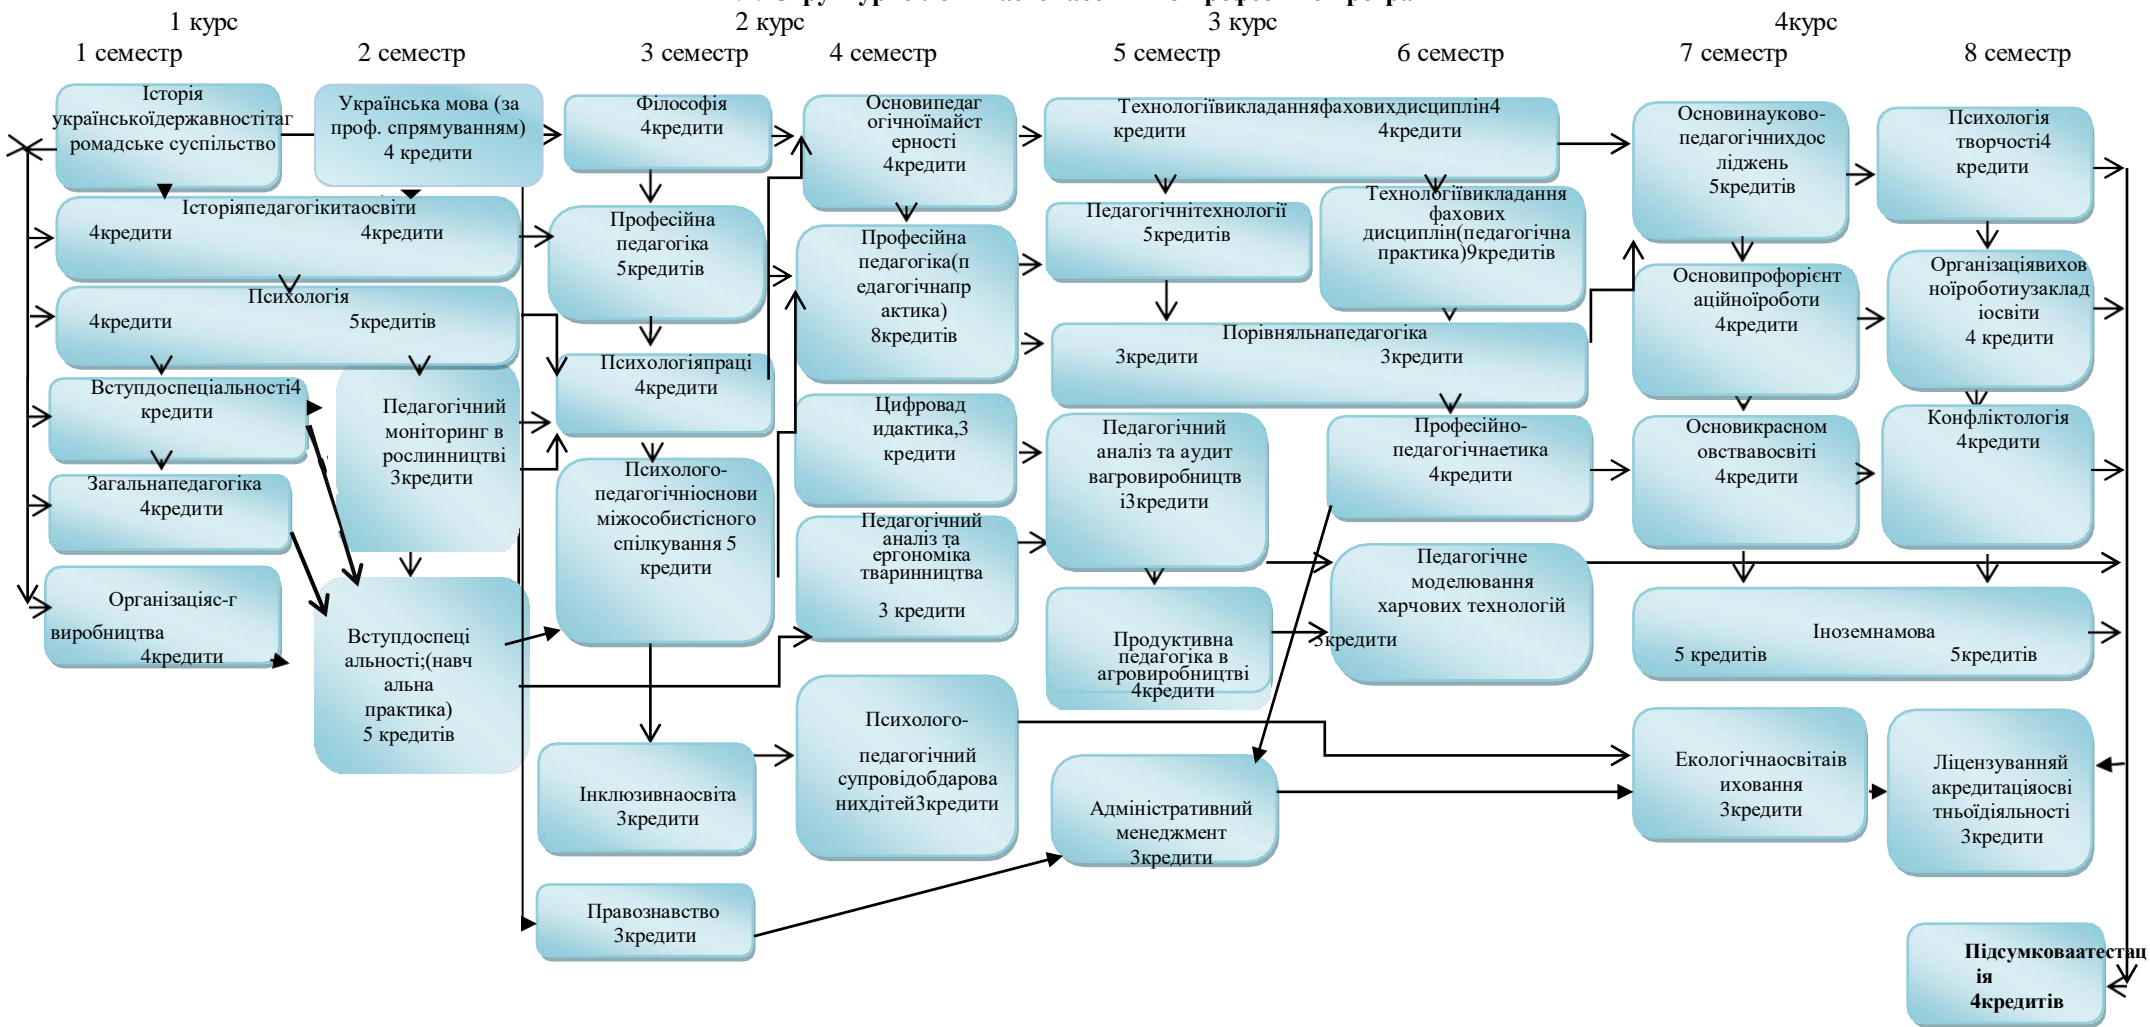 1 курс
2 курс
3 курс
4курс
1 семестр
2 семестр
3 семестр
4 семестр
5 семестр
6 семестр
7 семестр
8 семестр
Історія
українськоїдержавностітаг
ромадське суспільство
Українська мова (за
проф. спрямуванням)
4 кредити
Історіяпедагогікитаосвіти
4кредити
4кредити
Психологія
4кредити
5кредитів
Вступдоспеціальності4
кредити
Загальнапедагогіка
4кредити
Організаціяс-г
виробництва
4кредити
Педагогічний
моніторинг в
рослинництві
3кредити
Вступдоспеці
альності;(навч
альна
практика)
5 кредитів
Філософія
4кредити
Професійна
педагогіка
5кредитів
Психологіяпраці
4кредити
Психолого-
педагогічніоснови
міжособистісного
спілкування 5
кредити
Інклюзивнаосвіта
3кредити
Правознавство
3кредити
Основипедаг
огічноїмайст
ерності
4кредити
Професійна
педагогіка(п
едагогічнапр
актика)
8кредитів
Цифровад
идактика,3
кредити
Педагогічний
аналіз та
ергономіка
тваринництва
3 кредити
Психолого-
педагогічний
супровідобдарова
нихдітей3кредити
Технологіївикладанняфаховихдисциплін4
кредити
4кредити
Педагогічнітехнології
5кредитів
Технологіївикладання
фахових
дисциплін(педагогічна
практика)9кредитів
Порівняльнапедагогіка
3кредити
3кредити
Педагогічний
аналіз та аудит
вагровиробництв
і3кредити
Професійно-
педагогічнаетика
4кредити
Продуктивна
педагогіка в
агровиробництві
4кредити
Педагогічне
моделювання
харчових технологій
3кредити
Адміністративний
менеджмент
3кредити
Основинауково-
педагогічнихдос
ліджень
5кредитів
Основипрофорієнт
аційноїроботи
4кредити
Основикрасном
овствавосвіті
4кредити
Психологія
творчості4
кредити
Організаціявихов
ноїроботиузаклад
іосвіти
4 кредити
Конфліктологія
4кредити
Іноземнамова
5 кредитів
5кредитів
Екологічнаосвітаів
иховання
3кредити
Ліцензуванняй
акредитаціяосві
тньоїдіяльності
3кредити
Підсумковаатестац
ія
4кредитів